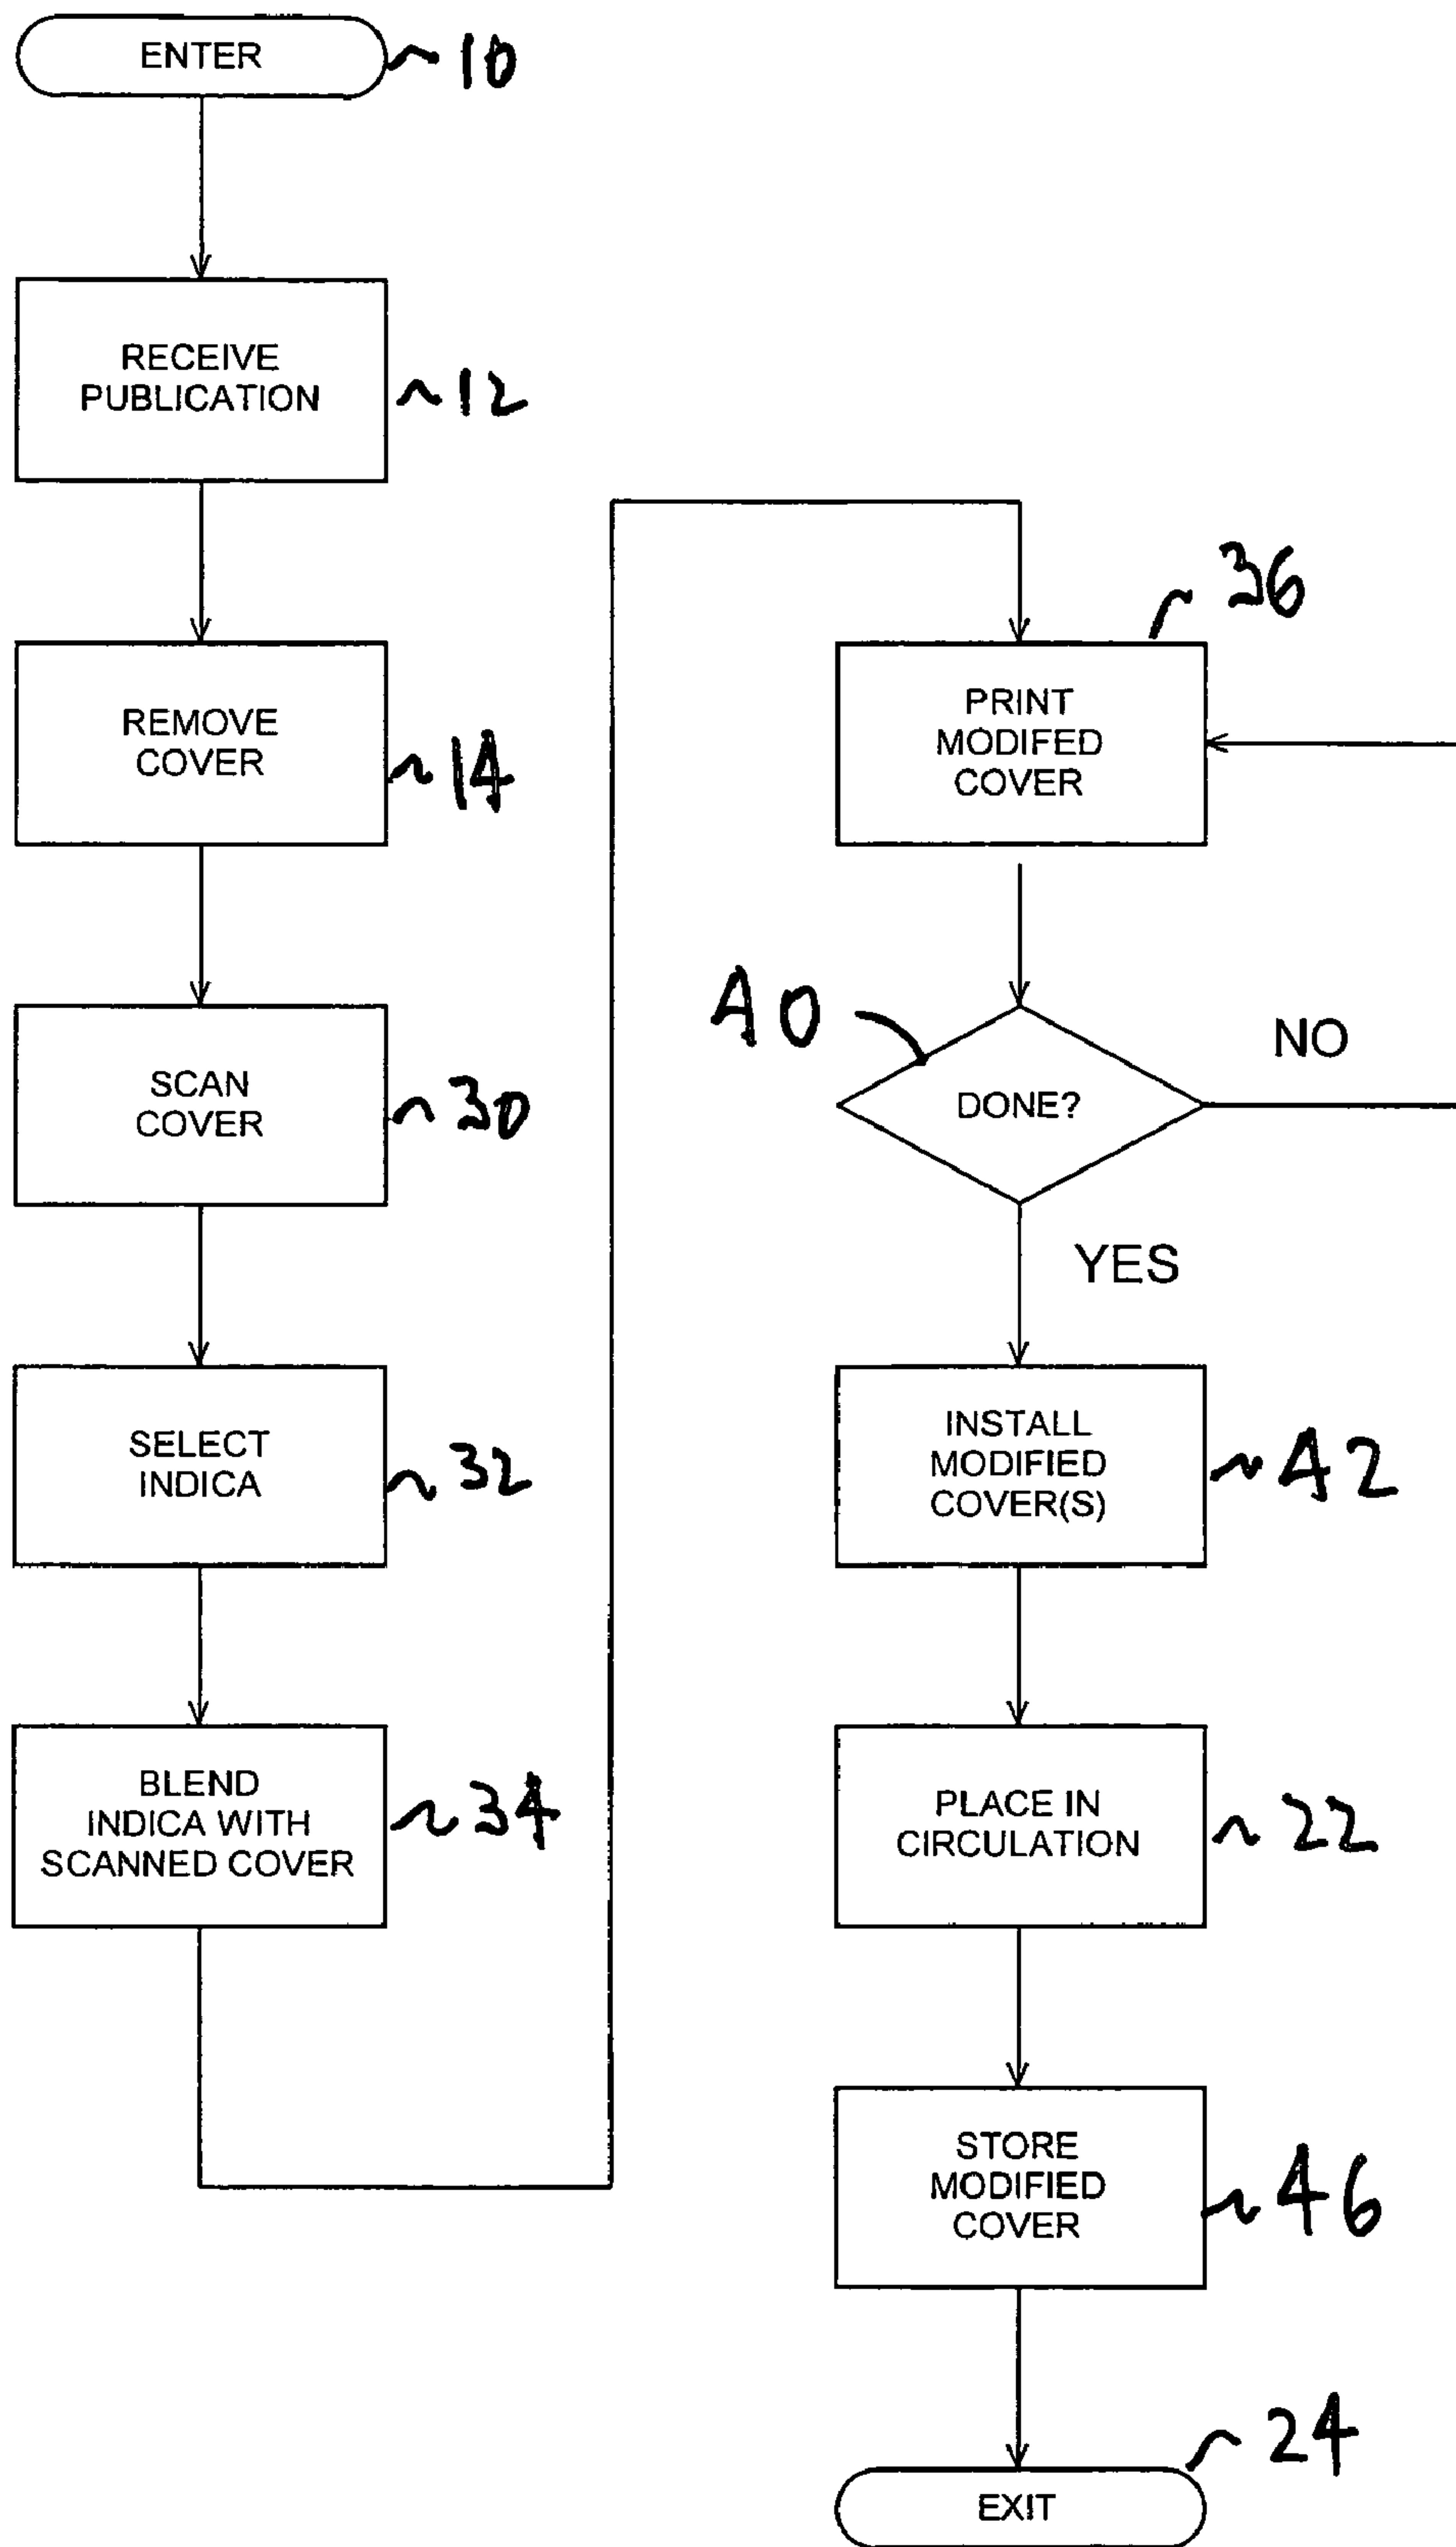 ENTER
~10
RECEIVE
PUBLICATION
~12
REMOVE
COVER
~14
SCAN
COVER
~30
SELECT
INDICA
~32
BLEND
INDICA WITH
SCANNED COVER
~34
~36
PRINT
MODIFED
COVER
40
DONE?
NO
YES
INSTALL
MODIFIED
COVER(S)
~42
PLACE IN
CIRCULATION
~22
STORE
MODIFIED
COVER
~46
~24
EXIT